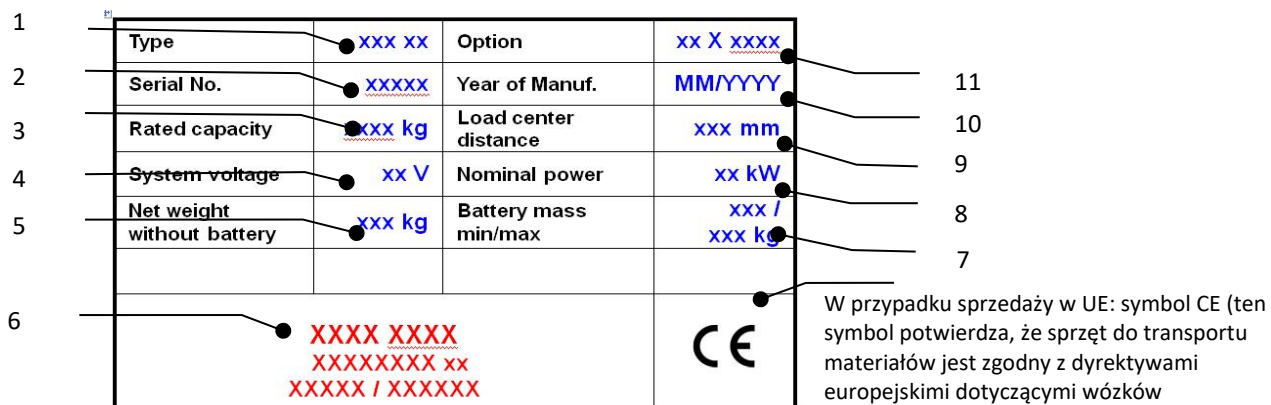 1
Type xxx xx Option xx X xxxx
11
2
Serial No. xxxxx Year of Manuf. MM/YYYY
10
3
Rated capacity xxxx kg Load center distance xxx mm
9
4
System voltage xx V Nominal power xx kW
8
5
Net weight without battery xxx kg Battery mass min/max xxx / xxx kg
7
6
XXXX XXXX
XXXXXXXX xx
XXXXX / XXXXXX
CE
W przypadku sprzedaży w UE: symbol CE (ten
symbol potwierdza, że sprzęt do transportu
materiałów jest zgodny z dyrektywami
europejskimi dotyczącymi wózków